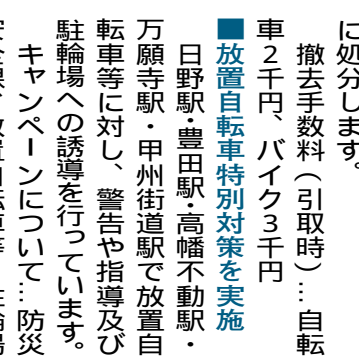 に処分します。
撤去手数料(引取時)…自転
車2千円、バイク3千円
■放置自転車特別対策を実施
日野駅・豊田駅・高幡不動駅・
万願寺駅・甲州街道駅で放置自
転車等に対し、警告や指導及び
駐輪場への誘導を行っています。
キャンペーンについて…防災